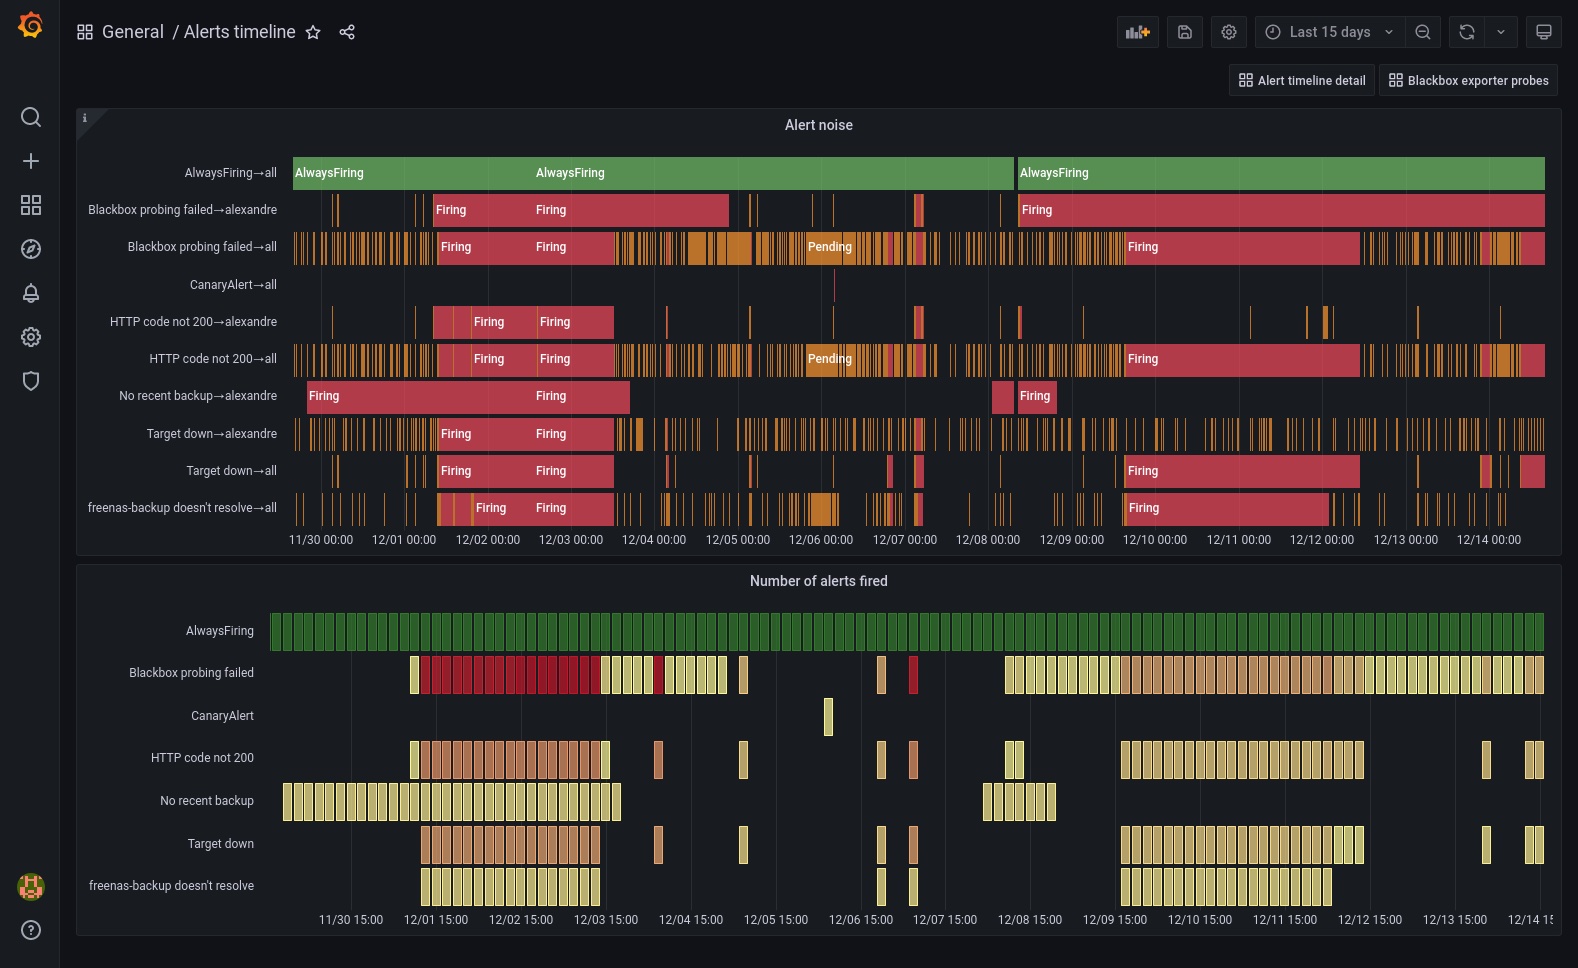 General / Alerts timeline
Last 15 days
Alert timeline detail
Blackbox exporter probes
i
Alert noise
AlwaysFiring→all AlwaysFiring AlwaysFiring AlwaysFiring
Blackbox probing failed→alexandre Firing Firing Firing
Blackbox probing failed→all Firing Firing Pending Firing
CanaryAlert→all
HTTP code not 200→alexandre Firing Firing
HTTP code not 200→all Firing Firing Pending Firing
No recent backup→alexandre Firing Firing Firing
Target down→alexandre Firing Firing
Target down→all Firing Firing Firing
freenas-backup doesn't resolve→all Firing Firing Firing
11/30 00:00 12/01 00:00 12/02 00:00 12/03 00:00 12/04 00:00 12/05 00:00 12/06 00:00 12/07 00:00 12/08 00:00 12/09 00:00 12/10 00:00 12/11 00:00 12/12 00:00 12/13 00:00 12/14 00:00
Number of alerts fired
AlwaysFiring
Blackbox probing failed
CanaryAlert
HTTP code not 200
No recent backup
Target down
freenas-backup doesn't resolve
11/30 15:00 12/01 15:00 12/02 15:00 12/03 15:00 12/04 15:00 12/05 15:00 12/06 15:00 12/07 15:00 12/08 15:00 12/09 15:00 12/10 15:00 12/11 15:00 12/12 15:00 12/13 15:00 12/14 15